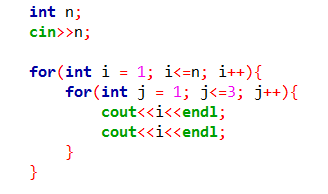 int n;
cin>>n;
for(int i = 1; i<=n; i++){
for(int j = 1; j<=3; j++){
cout<<i<<endl;
cout<<i<<endl;
}
}